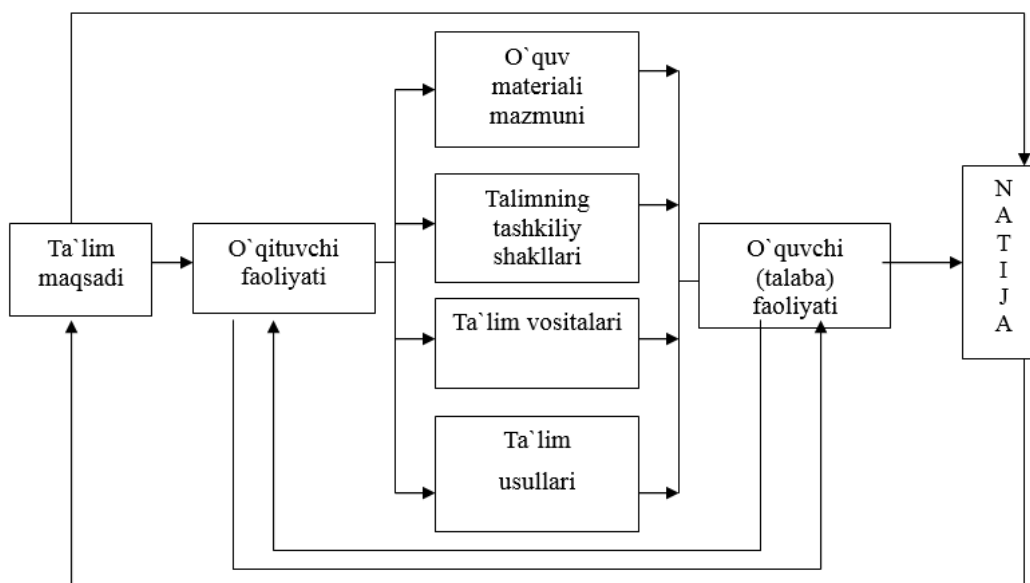 Ta`lim
maqsadi
O`qituvchi
faoliyati
O`quv
materiali
mazmuni
Talimning
tashkiliy
shakllari
Ta`lim vositalari
Ta`lim
usullari
O`quvchi
(talaba)
faoliyati
N
A
T
I
J
A